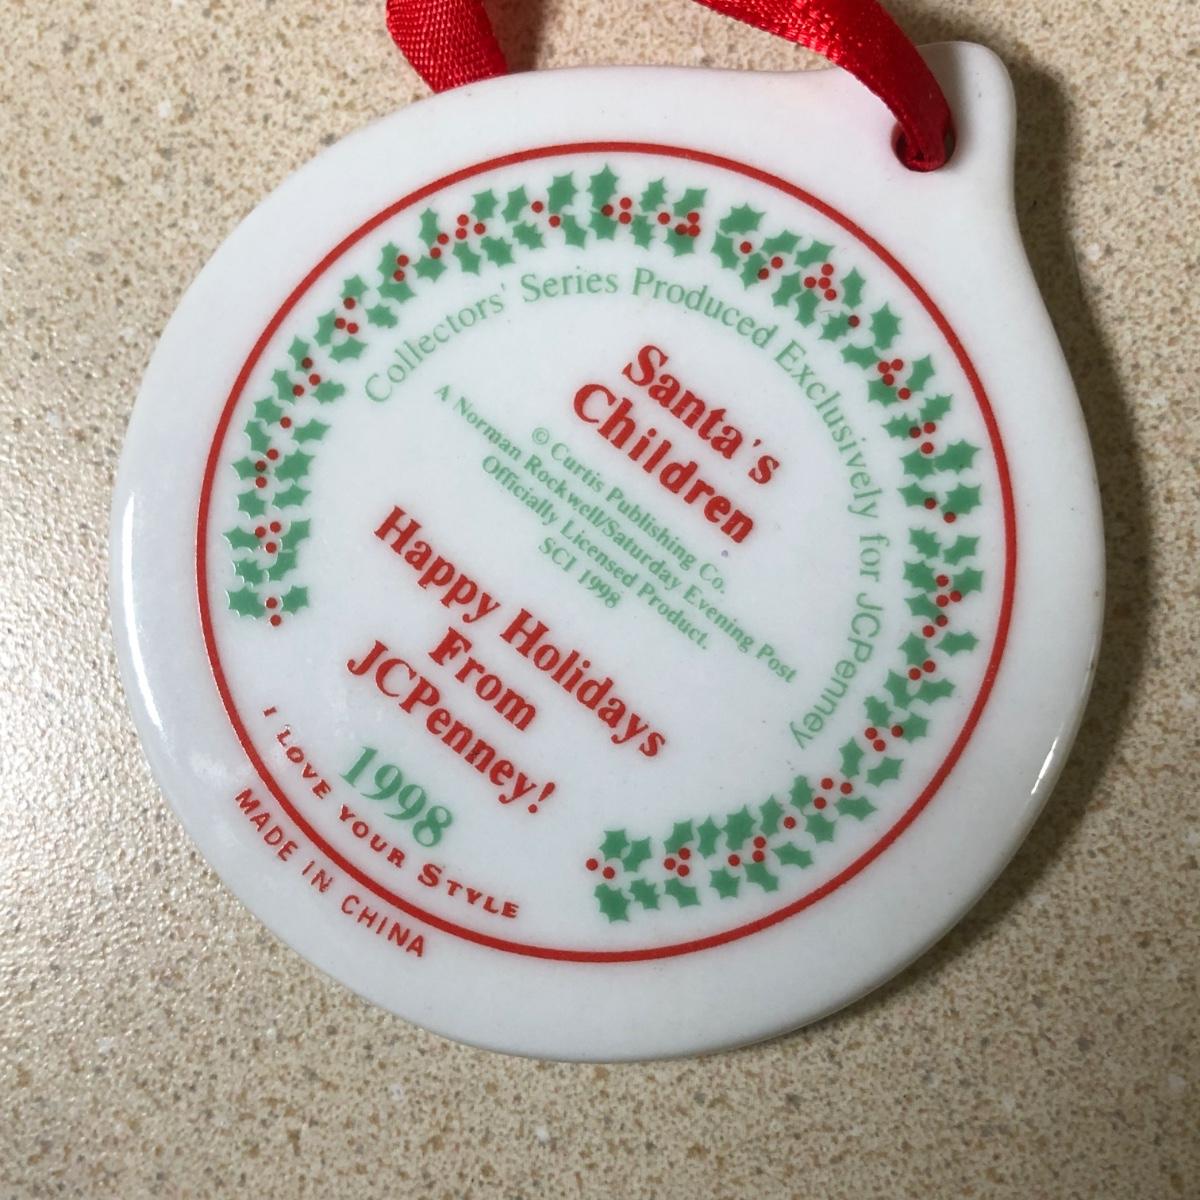 Collectors' Series Produced Exclusively for JCPenney
Santa's
Children
© Curtis Publishing Co.
A Norman Rockwell/Saturday Evening Post
Officially Licensed Product.
SCI 1998
Happy Holidays
From
JCPenney!
1998
I LOVE YOUR STYLE
MADE IN CHINA